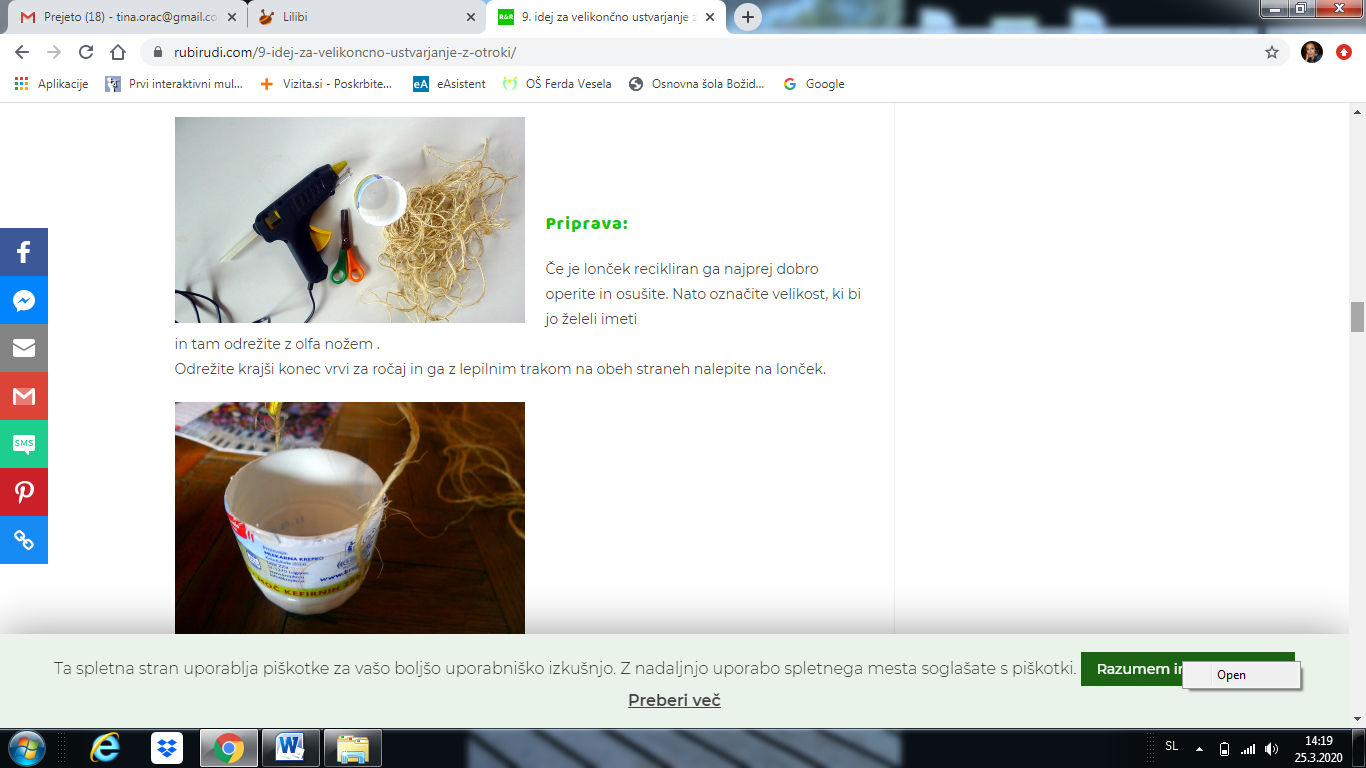 Prejeto (18) - tina.orac@gmail.co
Lilibi
R&R
9. idej za velikončno ustvarjanje z
rubirudi.com/9-idej-za-velikoncno-ustvarjanje-z-otroki/
Aplikacije
Prvi interaktivni mul...
Vizita.si - Poskrbite...
eA
eAsistent
OŠ Ferda Vesela
Osnovna šola Božid...
Google
Priprava:
Če je lonček recikliran ga najprej dobro
operite in osušite. Nato označite velikost, ki bi
jo želeli imeti
in tam odrežite z olfa nožem .
Odrežite krajši konec vrvi za ročaj in ga z lepilnim trakom na obeh straneh nalepite na lonček.
SMS
MLEKARNA KREPKO
KEFIRNIH
Ta spletna stran uporablja piškotke za vašo boljšo uporabniško izkušnjo. Z nadaljnjo uporabo spletnega mesta soglašate s piškotki.
Razumem in
Open
Preberi več
SL
14:19
25.3.2020